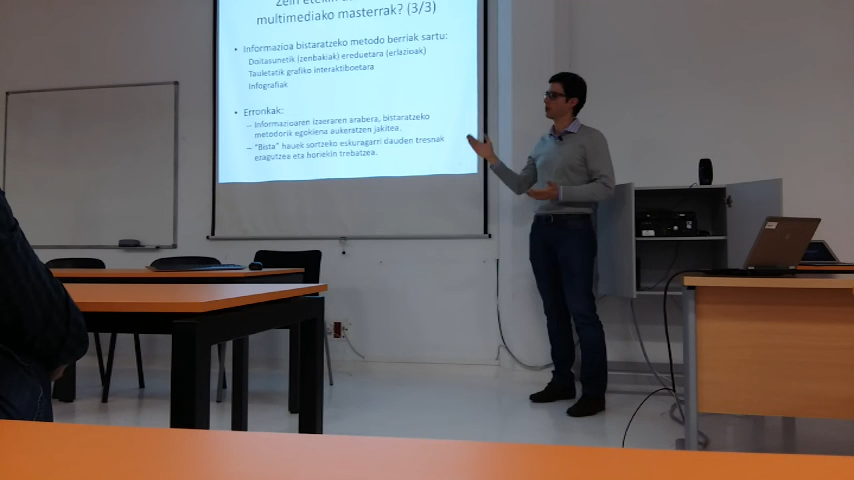 Zein
multimediako masterrak? (3/3)
• Informazioa bistaratzeko metodo berriak sartu:
Doitasunetik (zenbakiak) ereduetara (erlazioak)
Tauletatik grafiko interaktiboetara
Infografiak
• Erronkak:
– Informazioaren izaeraren arabera, bistaratzeko
metodorik egokiena aukeratzen jakitea.
– "Bista" hauek sortzeko eskuragarri dauden tresnak
ezagutzea eta horiekin trebatzea.